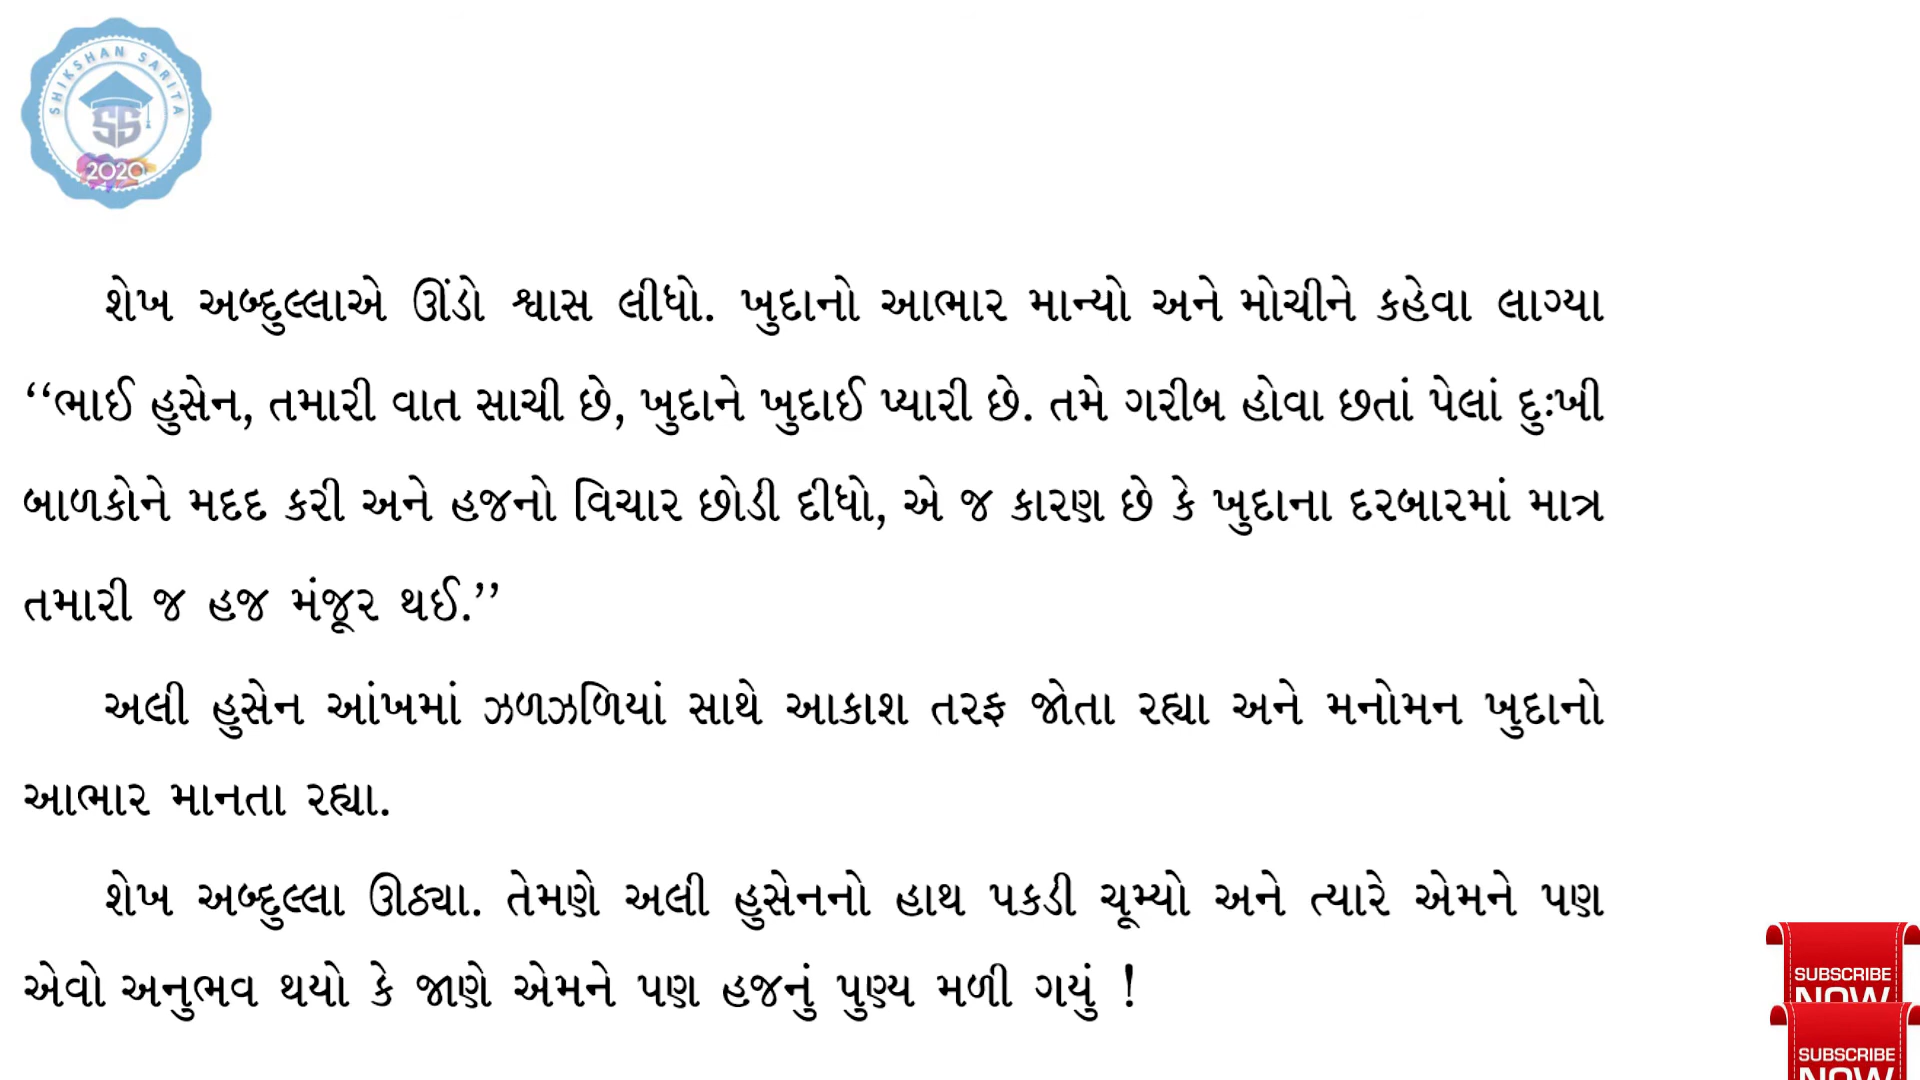 SHIKSHAN SARITA
SS
2020
શેખ અબ્દુલ્લાએ ઊંડો શ્વાસ લીધો. ખુદાનો આભાર માન્યો અને મોચીને કહેવા લાગ્યા
‘‘ભાઈ હુસેન, તમારી વાત સાચી છે, ખુદાને ખુદાઈ પ્યારી છે. તમે ગરીબ હોવા છતાં પેલાં દુઃખી
બાળકોને મદદ કરી અને હજનો વિચાર છોડી દીધો, એ જ કારણ છે કે ખુદાના દરબારમાં માત્ર
તમારી જ હજ મંજૂર થઈ.’’
અલી હુસેન આંખમાં ઝળઝળિયાં સાથે આકાશ તરફ જોતા રહ્યા અને મનોમન ખુદાનો
આભાર માનતા રહ્યા.
શેખ અબ્દુલ્લા ઊઠ્યા. તેમણે અલી હુસેનનો હાથ પકડી ચૂમ્યો અને ત્યારે એમને પણ
એવો અનુભવ થયો કે જાણે એમને પણ હજનું પુણ્ય મળી ગયું !
SUBSCRIBE
NOW
SUBSCRIBE
NOW